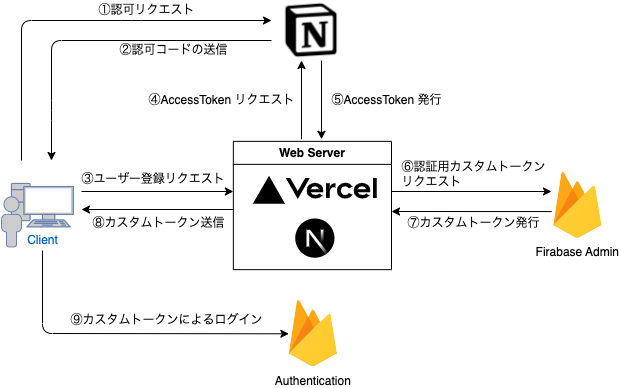 ①認可リクエスト
②認可コードの送信
④AccessToken リクエスト
⑤AccessToken 発行
Web Server
③ユーザー登録リクエスト
Vercel
⑥認証用カスタムトークン
リクエスト
⑧カスタムトークン送信
⑦カスタムトークン発行
N
N
Client
Firabase Admin
⑨カスタムトークンによるログイン
Authentication